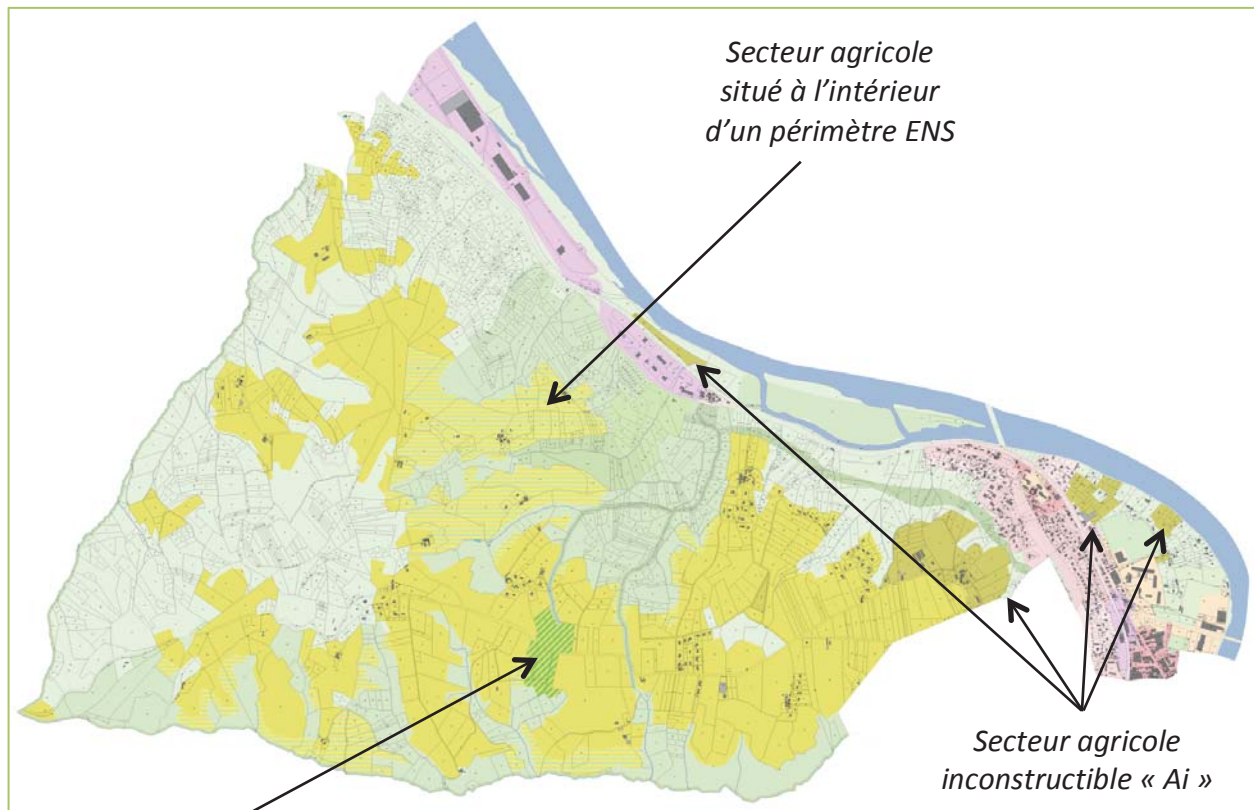 Secteur agricole
situé à l’intérieur
d’un périmètre ENS
Secteur agricole
inconstructible « Ai »